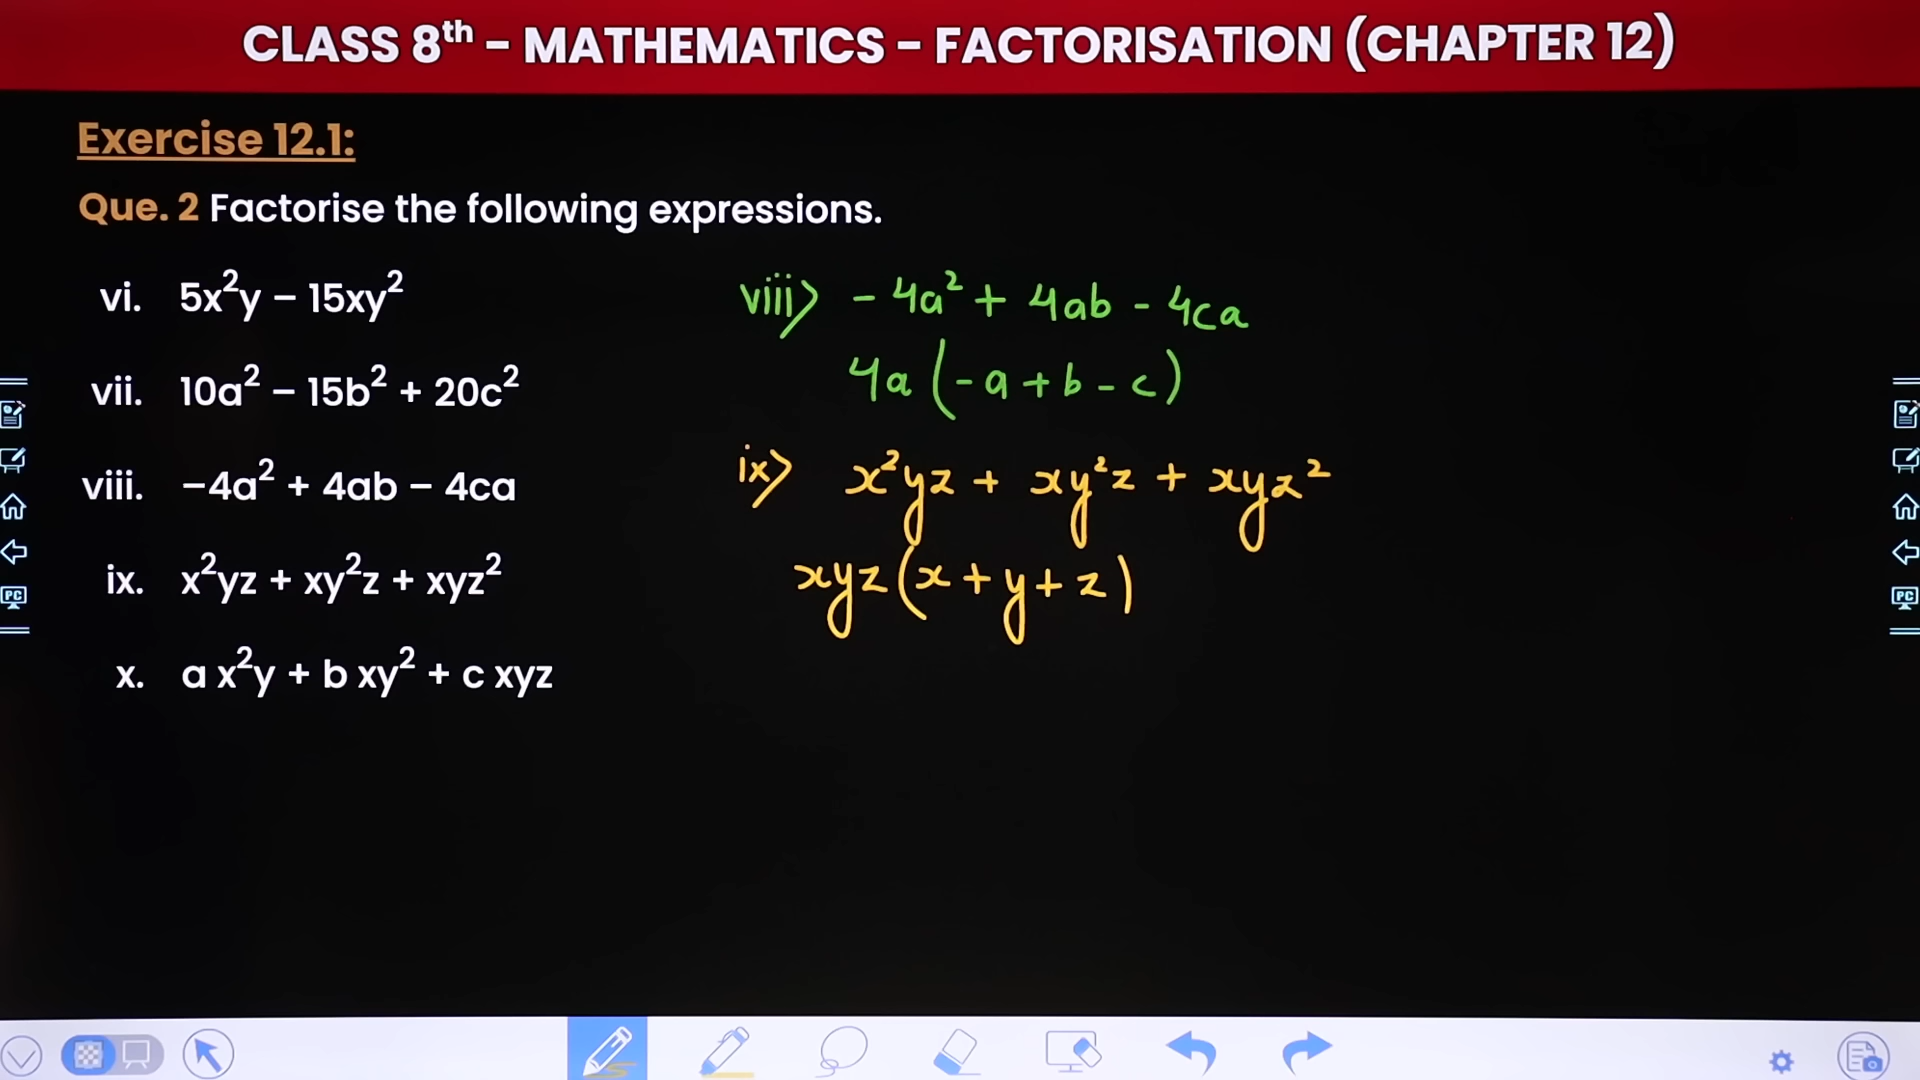 CLASS 8th - MATHEMATICS - FACTORISATION (CHAPTER 12)
Exercise 12.1:
Que. 2 Factorise the following expressions.
vi. 5x²y – 15xy²
vii. 10a² – 15b² + 20c²
viii. –4a² + 4ab – 4ca
ix. x²yz + xy²z + xyz²
x. a x²y + b xy² + c xyz
viii> - 4a² + 4ab - 4ca
4a (-a + b - c)
ix> x²yz + xy²z + xyz²
xyz(x + y + z)
PC
PC